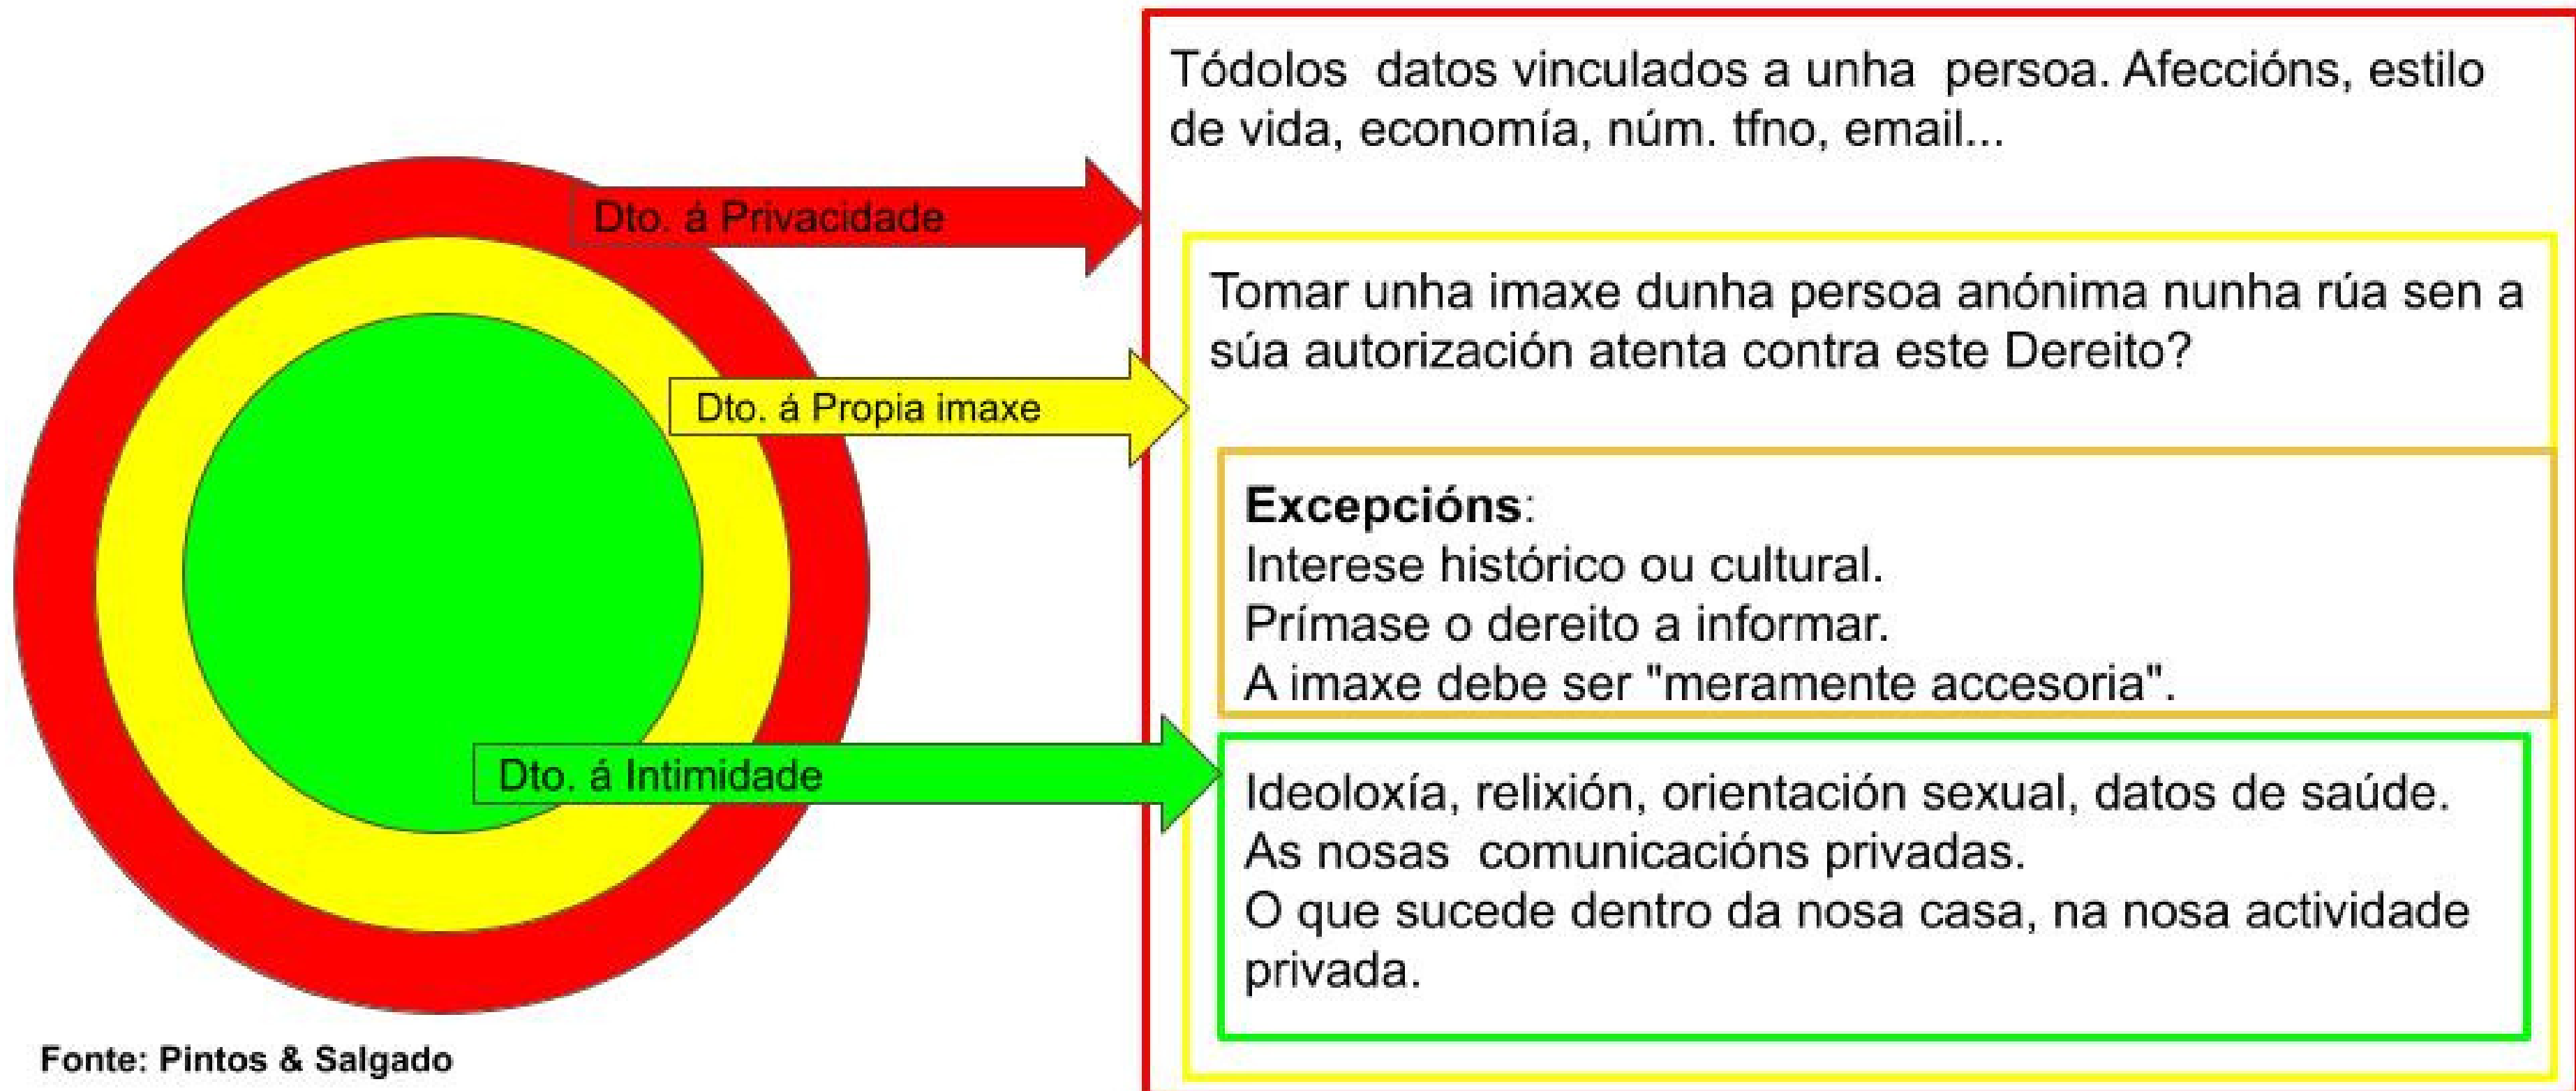 Tódolos datos vinculados a unha persoa. Afeccións, estilo
de vida, economía, núm. tfno, email...
Dto. á Privacidade
Tomar unha imaxe dunha persoa anónima nunha rúa sen a
súa autorización atenta contra este Dereito?
Dto. á Propia imaxe
Excepcións:
Interese histórico ou cultural.
Prímase o dereito a informar.
A imaxe debe ser "meramente accesoria".
Dto. á Intimidade
Ideoloxía, relixión, orientación sexual, datos de saúde.
As nosas comunicacións privadas.
O que sucede dentro da nosa casa, na nosa actividade
privada.
Fonte: Pintos & Salgado